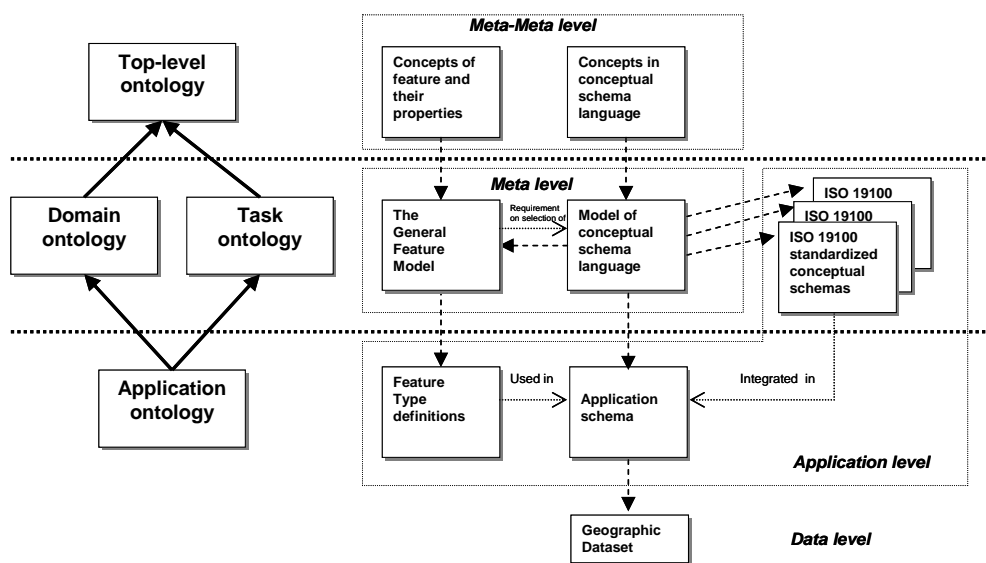 Meta-Meta level
Top-level
ontology
Concepts of
feature and
their
properties
Concepts in
conceptual
schema
language
Meta level
Domain
ontology
Task
ontology
The
General
Feature
Model
Requirement
on selection of
Model of
conceptual
schema
language
ISO 19100
ISO 19100
ISO 19100
standardized
conceptual
schemas
Application
ontology
Feature
Type
definitions
Used in
Application
schema
Integrated in
Application level
Geographic
Dataset
Data level